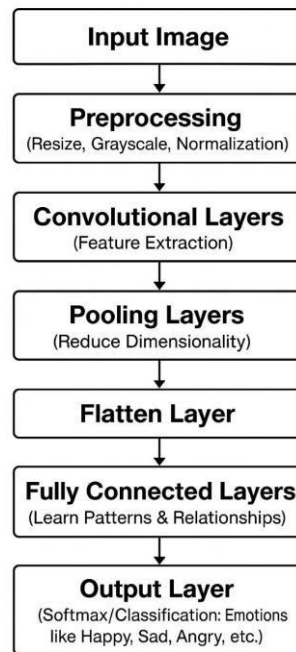 Input Image
Preprocessing
(Resize, Grayscale, Normalization)
Convolutional Layers
(Feature Extraction)
Pooling Layers
(Reduce Dimensionality)
Flatten Layer
Fully Connected Layers
(Learn Patterns & Relationships)
Output Layer
(Softmax/Classification: Emotions
like Happy, Sad, Angry, etc.)